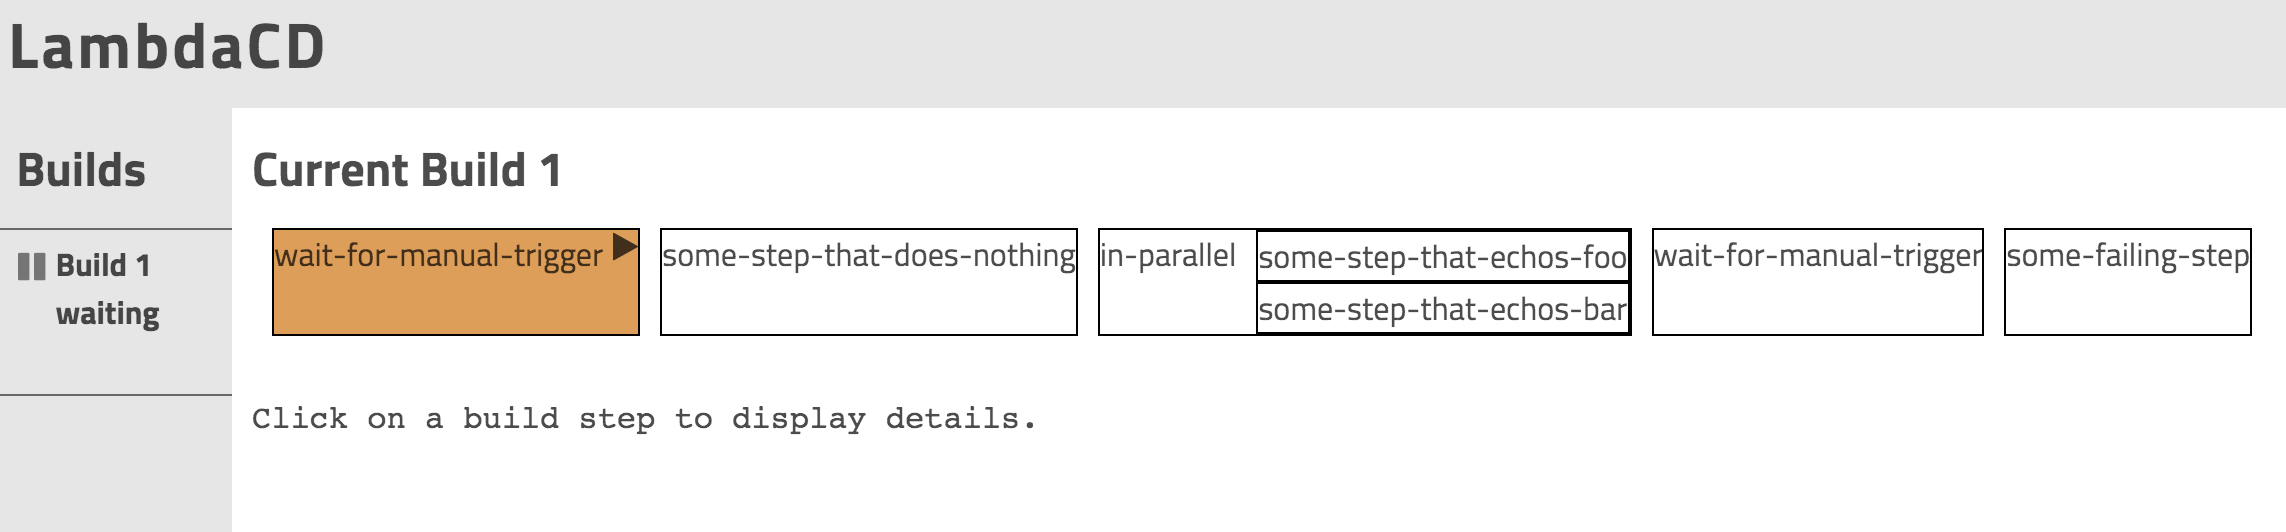 LambdaCD
Builds
Build 1
waiting
Current Build 1
wait-for-manual-trigger
some-step-that-does-nothing
in-parallel
some-step-that-echos-foo
some-step-that-echos-bar
wait-for-manual-trigger
some-failing-step
Click on a build step to display details.